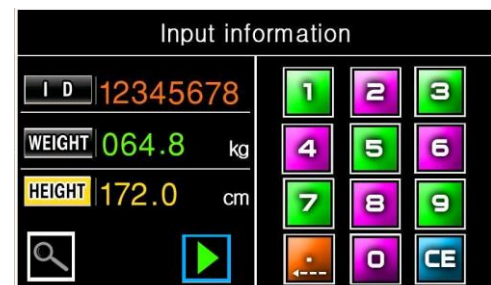 Input information
I D 12345678
WEIGHT 064.8 kg
HEIGHT 172.0 cm
1 2 3
4 5 6
7 8 9
. 0 CE